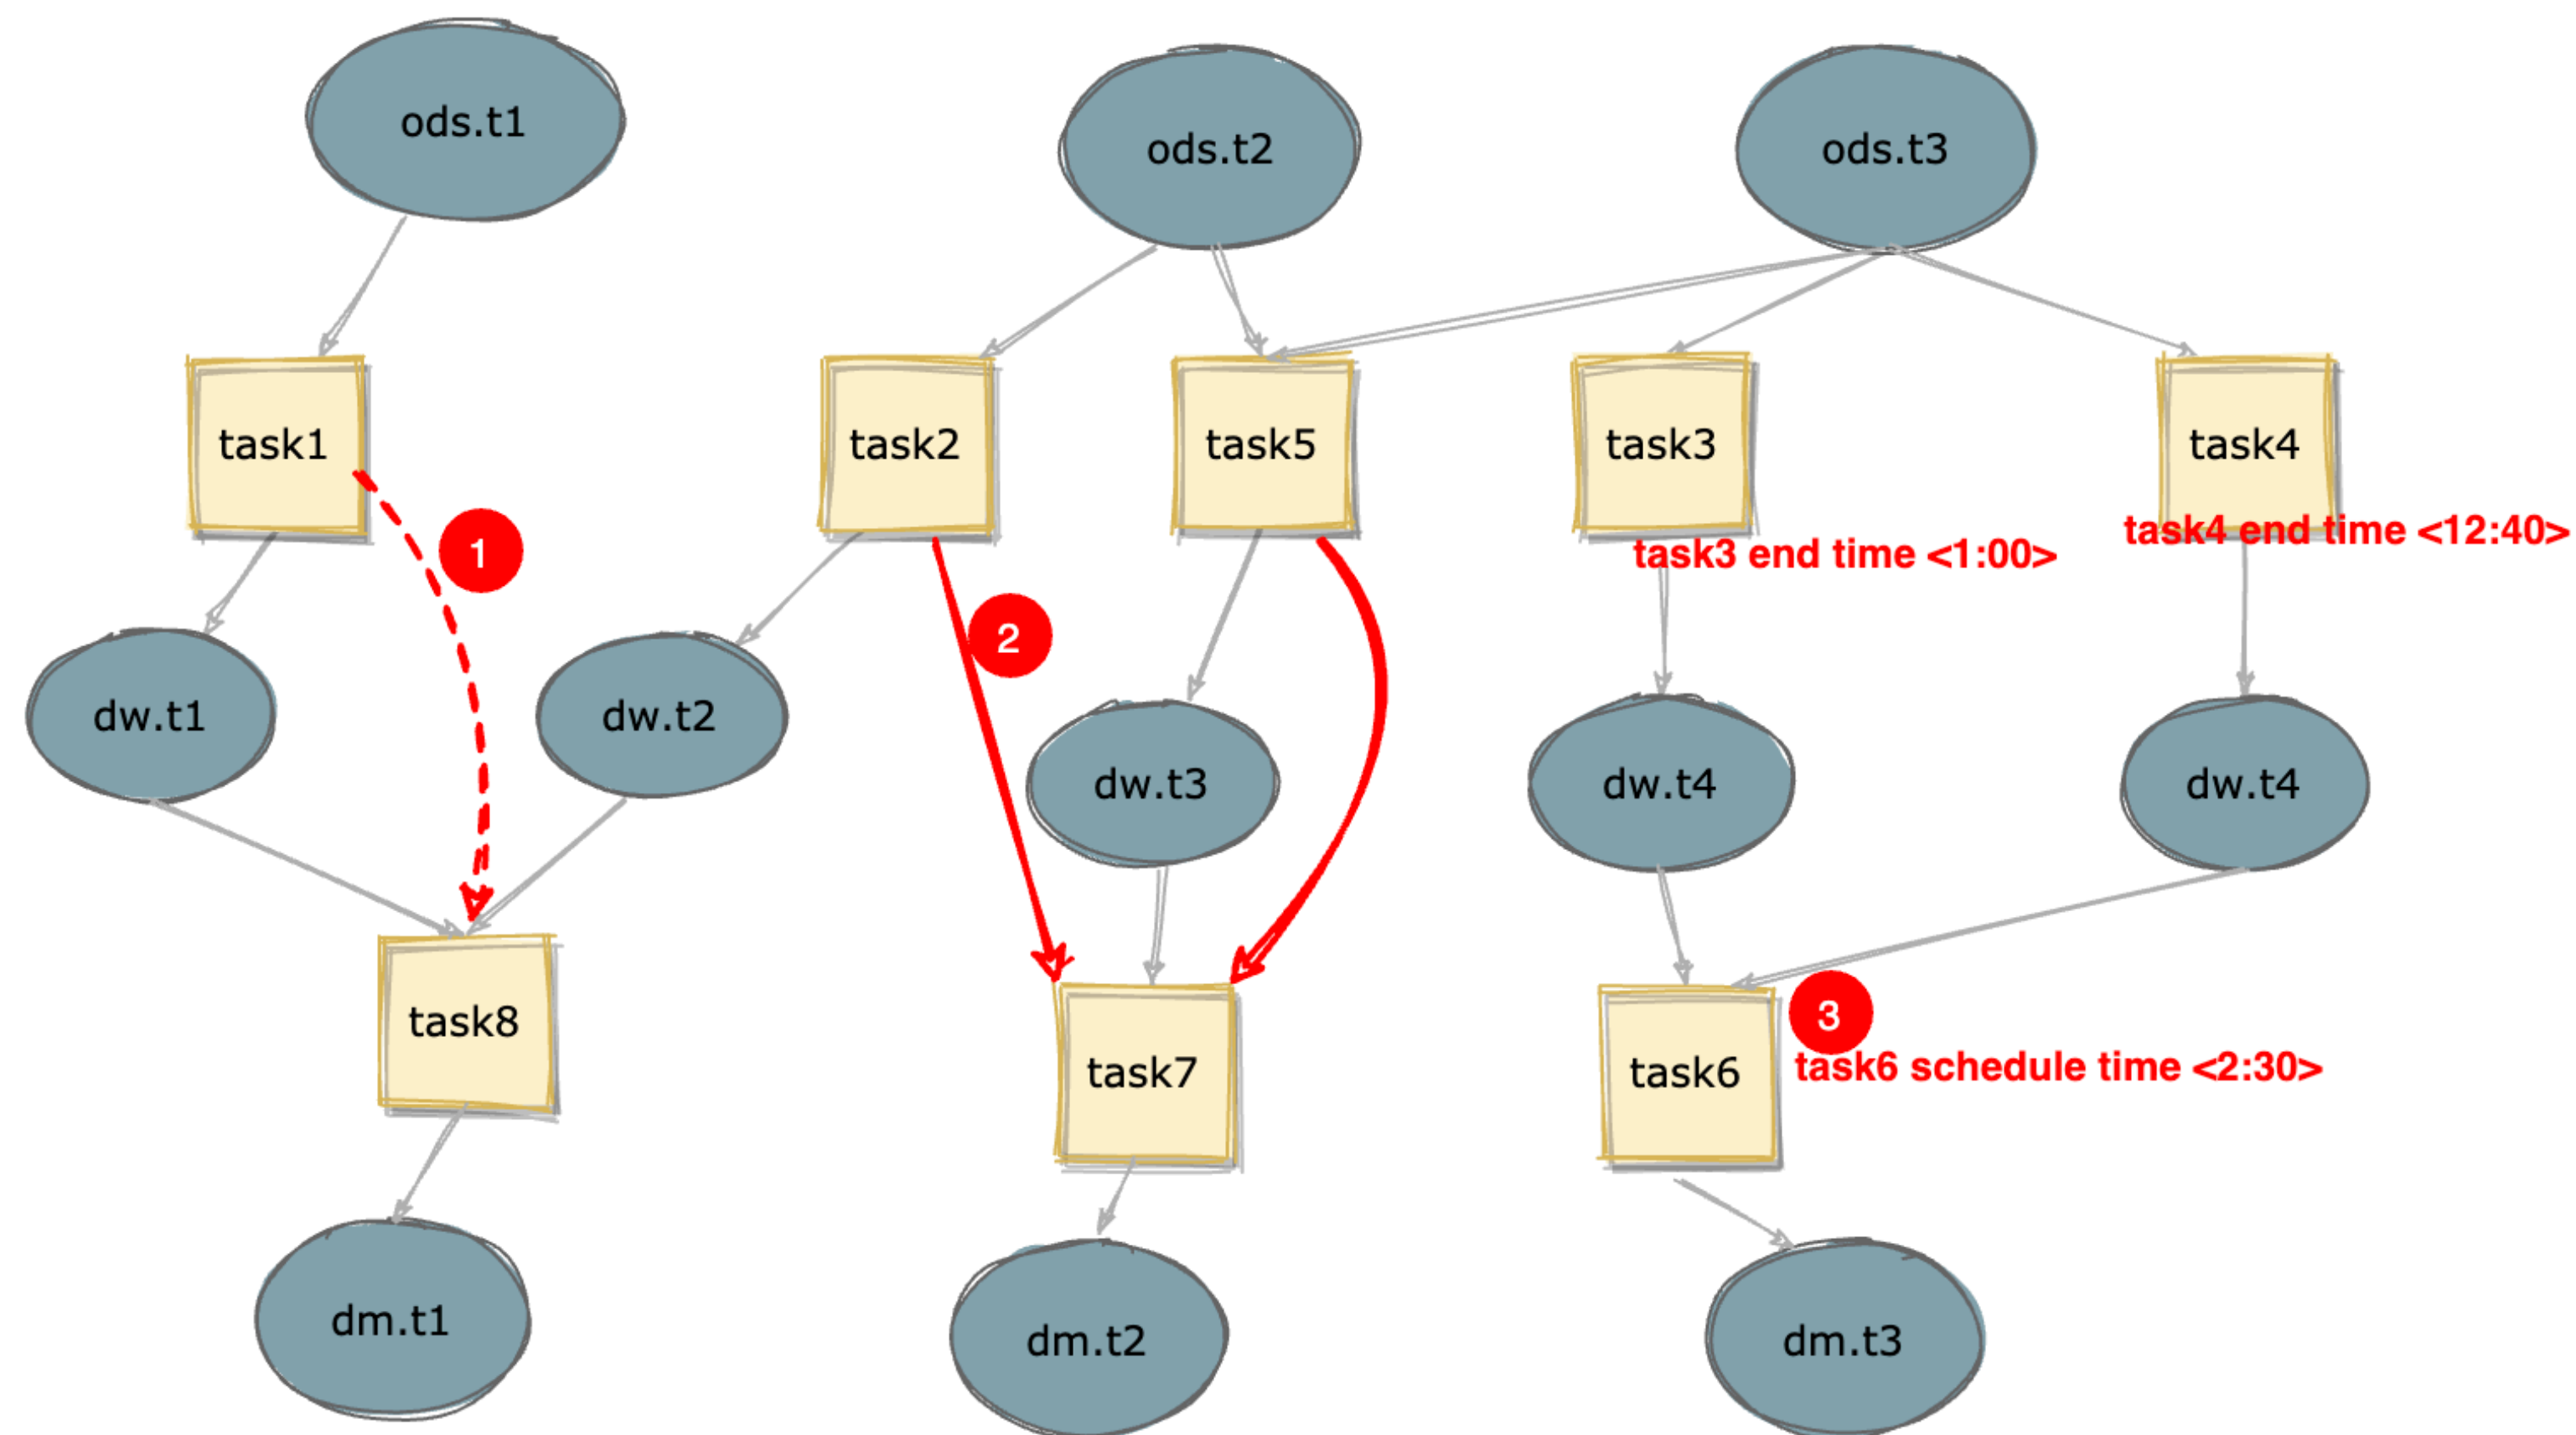 ods.t1
ods.t2
ods.t3
task1
task2
task5
task3
task4
1
task3 end time <1:00>
task4 end time <12:40>
2
dw.t1
dw.t2
dw.t3
dw.t4
dw.t4
task8
task7
task6
3
task6 schedule time <2:30>
dm.t1
dm.t2
dm.t3